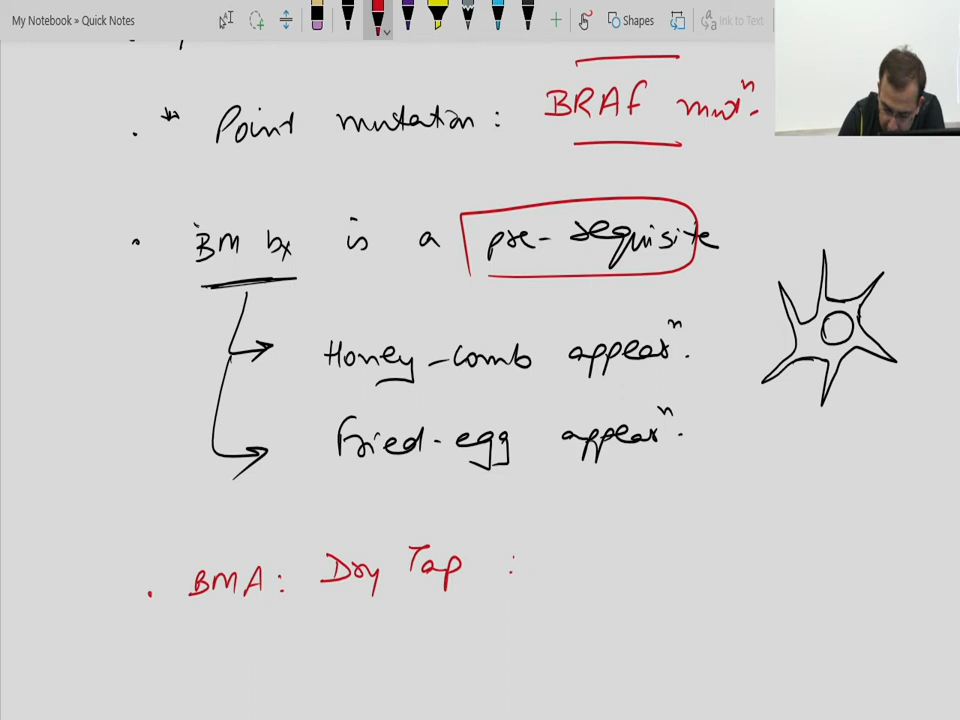 My Notebook » Quick Notes
Shapes
Ink to Text
* Point mutation : BRAF mutⁿ.
. BM bx is a pre-requisite
Honey-comb appearⁿ.
Fried-egg appearⁿ.
. BMA : Dry Tap :